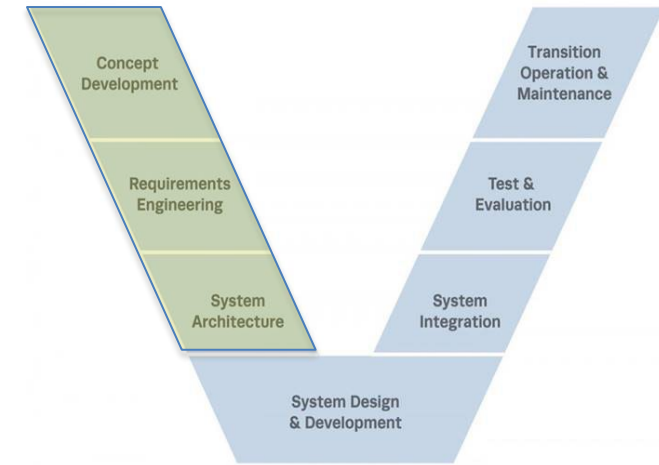 Concept
Development
Requirements
Engineering
System
Architecture
System Design
& Development
System
Integration
Test &
Evaluation
Transition
Operation &
Maintenance